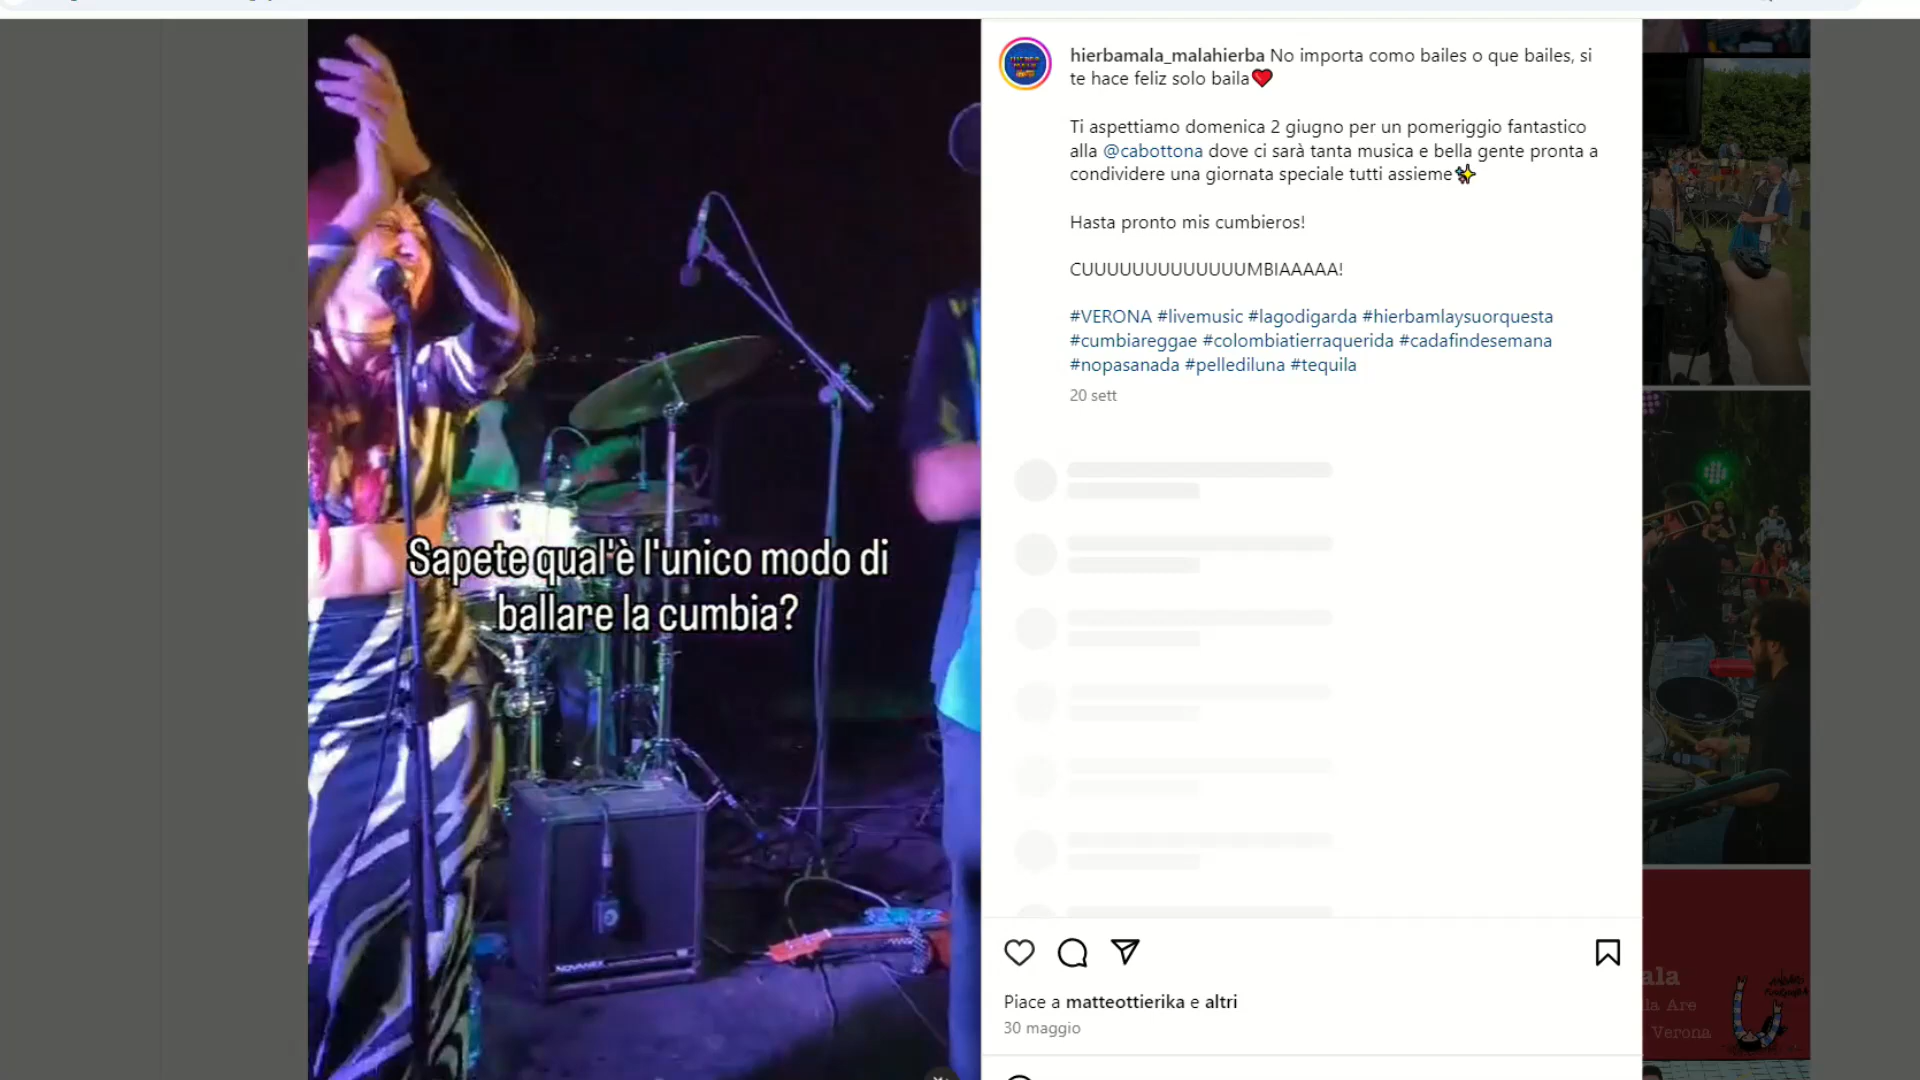 hierbamala_malahierba No importa como bailes o que bailes, si
te hace feliz solo baila❤️
Ti aspettiamo domenica 2 giugno per un pomeriggio fantastico
alla @cabottona dove ci sarà tanta musica e bella gente pronta a
condividere una giornata speciale tutti assieme✨
Hasta pronto mis cumbieros!
CUUUUUUUUUUUUUMBIAAAAA!
#VERONA #livemusic #lagodigarda #hierbamlaysuorquesta
#cumbiareggae #colombiatierraquerida #cadafindesemana
#nopasanada #pellediluna #tequila
20 sett
Sapete qual'è l'unico modo di
ballare la cumbia?
NOVANEX
Piace a matteottierika e altri
30 maggio
ala
la Are
Verona